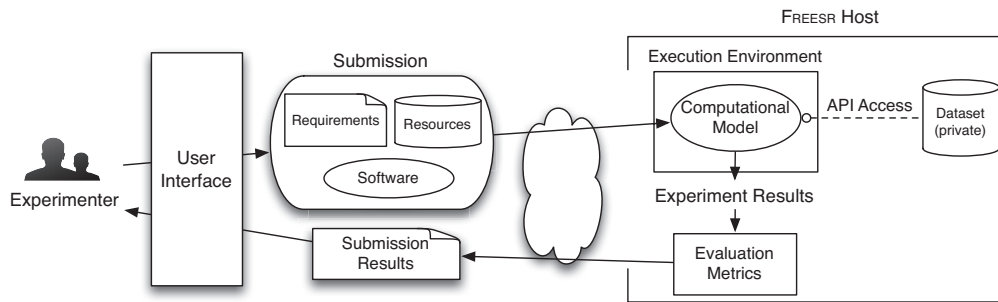 FREESR Host
Submission
Execution Environment
User
Interface
Requirements
Resources
Software
Computational
Model
API Access
Dataset
(private)
Experimenter
Experiment Results
Submission
Results
Evaluation
Metrics